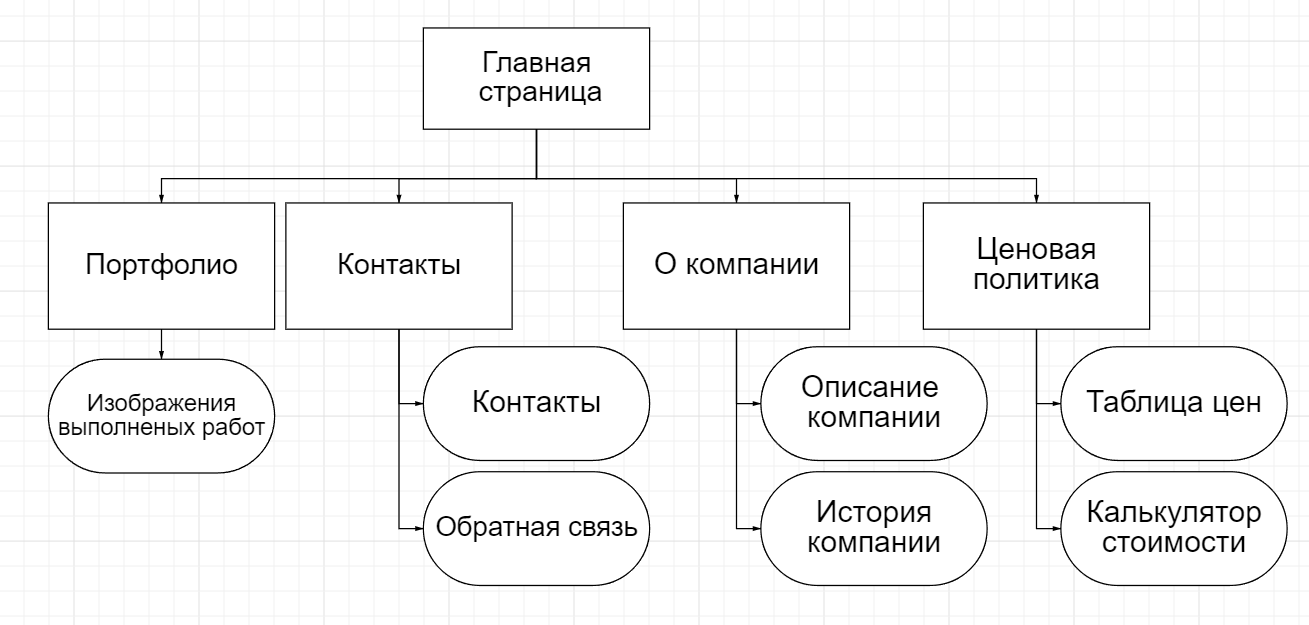 Главная
страница
Портфолио
Контакты
О компании
Ценовая
политика
Изображения
выполненых работ
Контакты
Описание
компании
Таблица цен
Обратная связь
История
компании
Калькулятор
стоимости